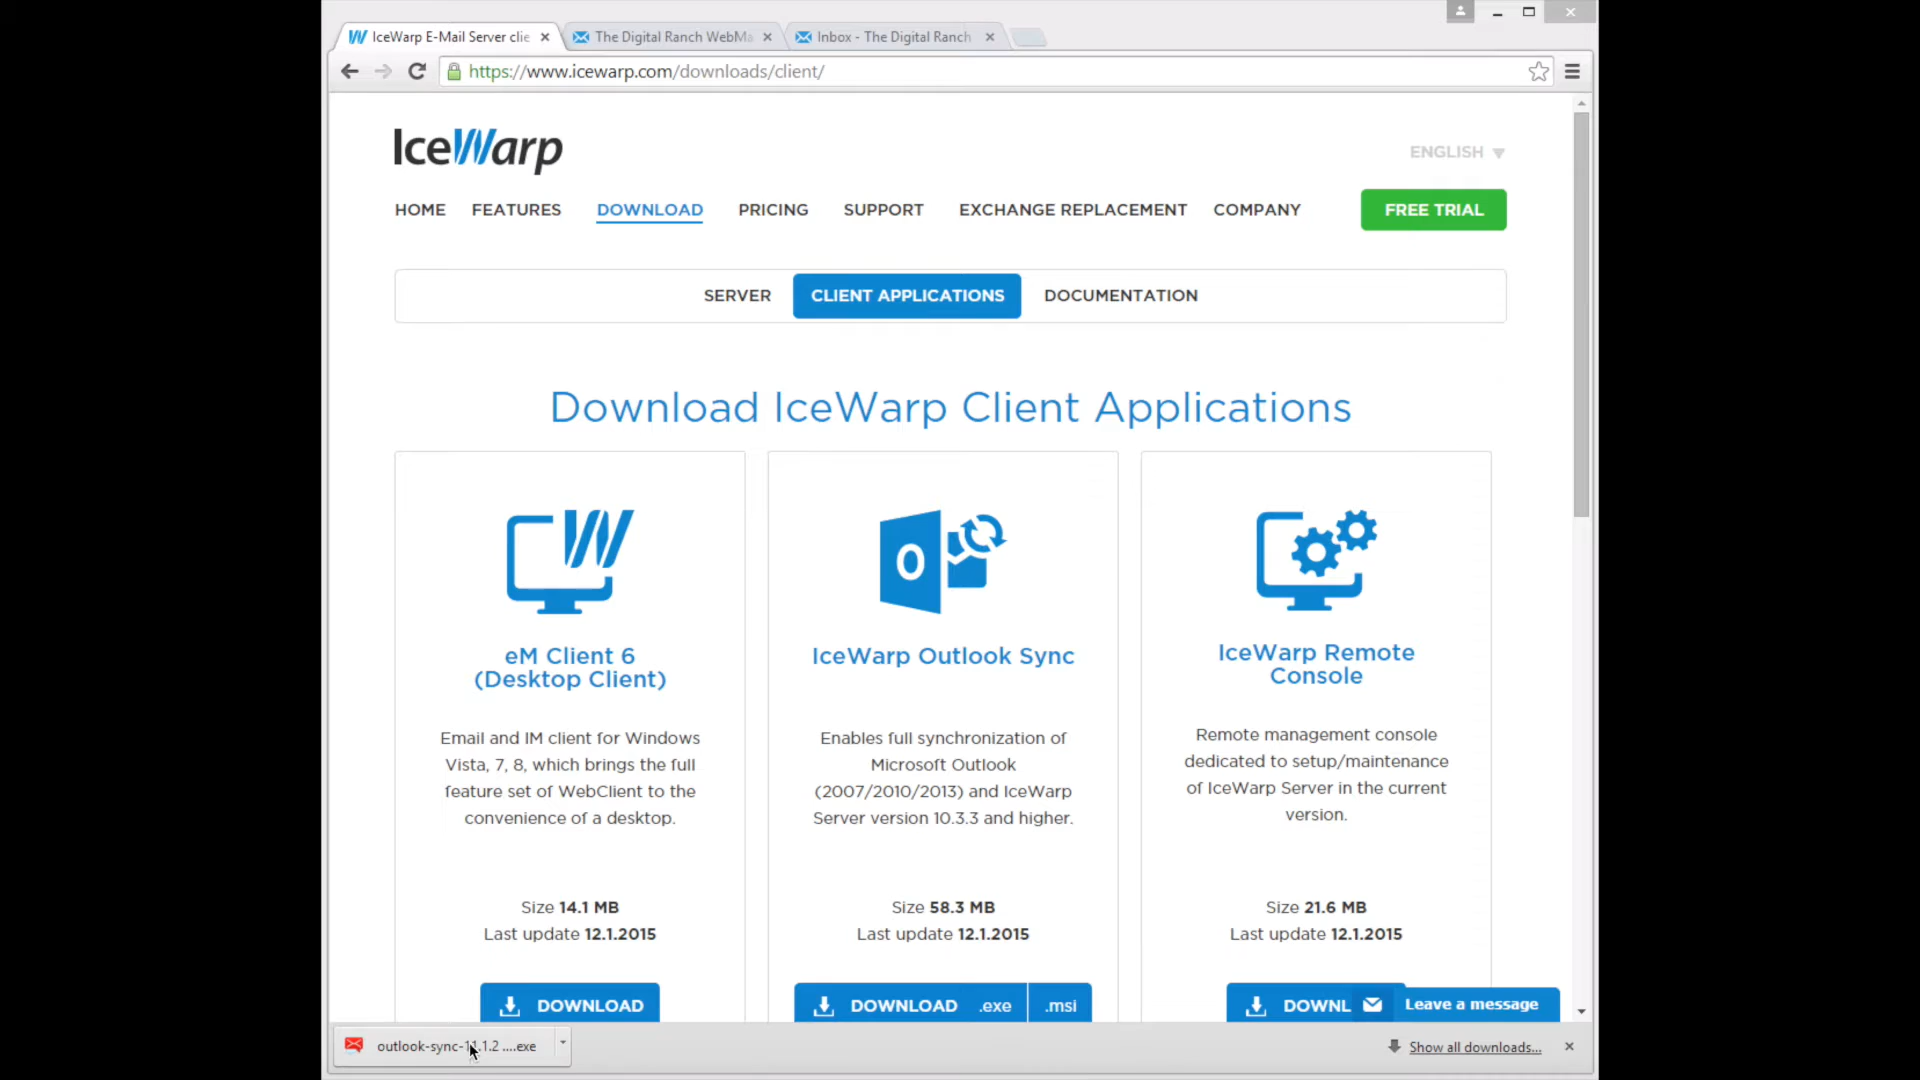 IceWarp E-Mail Server clie
The Digital Ranch WebMa
Inbox - The Digital Ranch
https://www.icewarp.com/downloads/client/
IceWarp
ENGLISH
HOME FEATURES DOWNLOAD PRICING SUPPORT EXCHANGE REPLACEMENT COMPANY FREE TRIAL
SERVER CLIENT APPLICATIONS DOCUMENTATION
Download IceWarp Client Applications
eM Client 6
(Desktop Client)
Email and IM client for Windows
Vista, 7, 8, which brings the full
feature set of WebClient to the
convenience of a desktop.
Size 14.1 MB
Last update 12.1.2015
DOWNLOAD
IceWarp Outlook Sync
Enables full synchronization of
Microsoft Outlook
(2007/2010/2013) and IceWarp
Server version 10.3.3 and higher.
Size 58.3 MB
Last update 12.1.2015
DOWNLOAD .exe .msi
IceWarp Remote
Console
Remote management console
dedicated to setup/maintenance
of IceWarp Server in the current
version.
Size 21.6 MB
Last update 12.1.2015
DOWNL
Leave a message
outlook-sync-11.1.2 ....exe
Show all downloads...